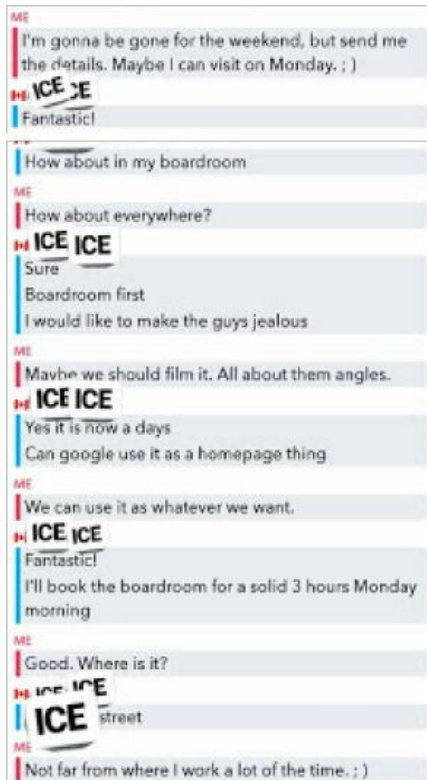 ME
I'm gonna be gone for the weekend, but send me
the details. Maybe I can visit on Monday. ; )
ICE
Fantastic!
How about in my boardroom
ME
How about everywhere?
ICE ICE
Sure
Boardroom first
I would like to make the guys jealous
ME
Maybe we should film it. All about them angles.
ICE ICE
Yes it is now a days
Can google use it as a homepage thing
ME
We can use it as whatever we want.
ICE ICE
Fantastic!
I'll book the boardroom for a solid 3 hours Monday
morning
ME
Good. Where is it?
ICE ICE
ICE street
ME
Not far from where I work a lot of the time. ; )